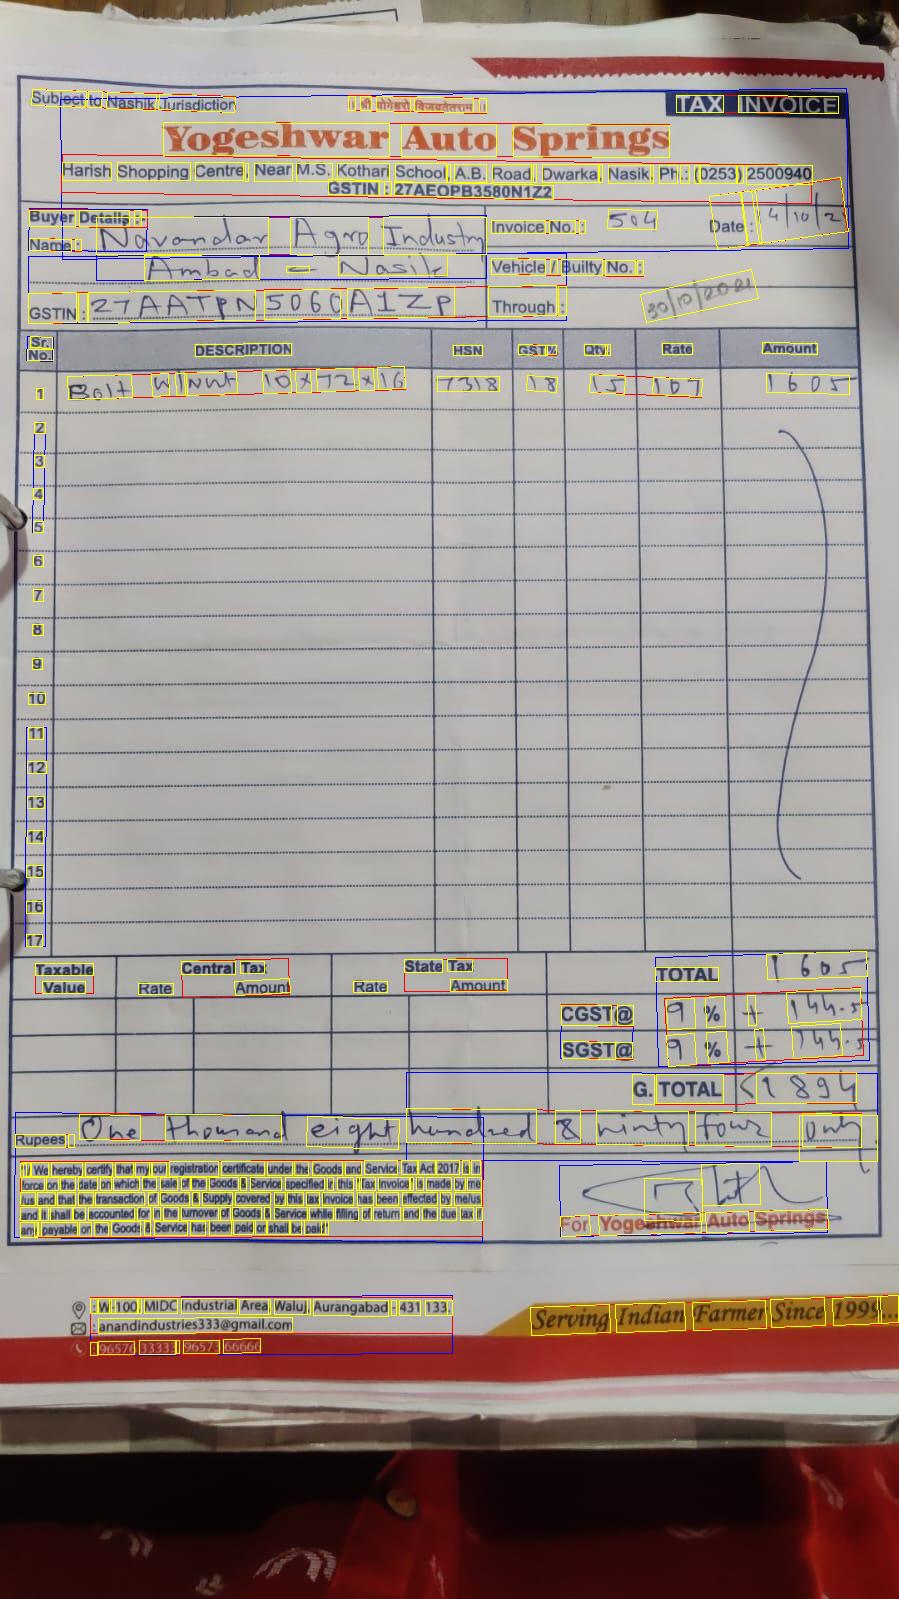 Subject to Nashik Jurisdiction
। श्री योगेश्वरो विजयतेतराम ।
TAX INVOICE
Yogeshwar Auto Springs
Harish Shopping Centre, Near M.S. Kothari School, A.B. Road, Dwarka, Nasik, Ph.: (0253) 2500940
GSTIN : 27AEOPB3580N1Z2
Buyer Details :-
Name : Navandar Agro Industry
Ambad - Nasik
GSTIN : 27AATPN5060A1ZP
Invoice No. : 504
Date : 4/10/2
Vehicle / Builty No. :
Through :
30/10/2021
Sr. No. DESCRIPTION HSN GST% Qty. Rate Amount
1 Bolt W/Nut 10 x 72 x 16 7318 18 15 107 1605
2
3
4
5
6
7
8
9
10
11
12
13
14
15
16
17
Taxable Value Central Tax State Tax
Rate Amount Rate Amount
TOTAL 1605
CGST@ 9 % + 144.5
SGST@ 9 % + 144.5
G. TOTAL <1894
Rupees : One thousand eight hundred & ninty four only
"I / We hereby certify that my our registration certificate under the Goods and Service Tax Act 2017 is in
force on the date on which the sale of the Goods & Service specified in this 'Tax Invoice' is made by me
/us and that the transaction of Goods & Supply covered by this tax invoice has been effected by me/us
and it shall be accounted for in the turnover of Goods & Service while filling of return and the due tax if
any payable on the Goods & Service has been paid or shall be paid"
For Yogeshwar Auto Springs
: W-100, MIDC Industrial Area, Waluj, Aurangabad - 431 133.
: anandindustries333@gmail.com
: 96576 33333, 96573 66666
Serving Indian Farmer Since 1999...